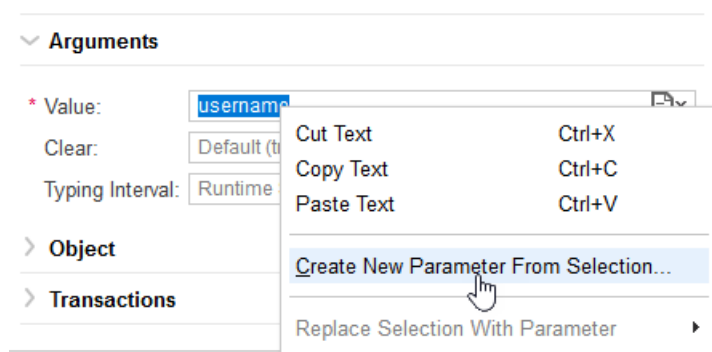 Arguments
* Value: username
Cut Text Ctrl+X
Clear: Default (t
Copy Text Ctrl+C
Typing Interval: Runtime
Paste Text Ctrl+V
Object
Create New Parameter From Selection...
Transactions
Replace Selection With Parameter